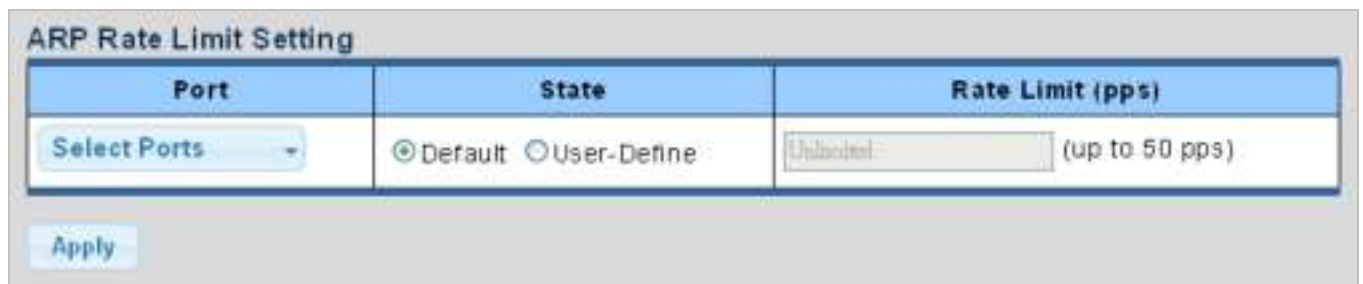 ARP Rate Limit Setting
Port State Rate Limit (pps)
Select Ports Default User-Define Unlimited (up to 50 pps)
Apply